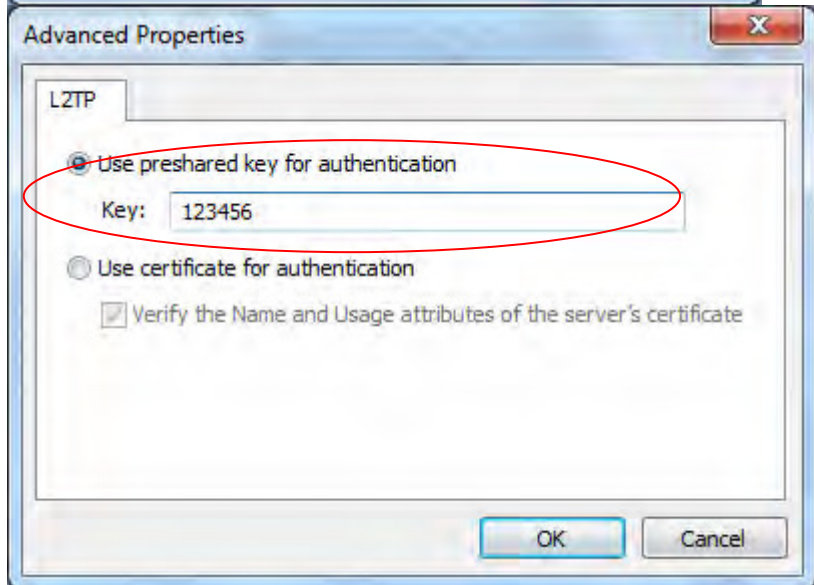 Advanced Properties
L2TP
Use preshared key for authentication
Key: 123456
Use certificate for authentication
Verify the Name and Usage attributes of the server's certificate
OK Cancel